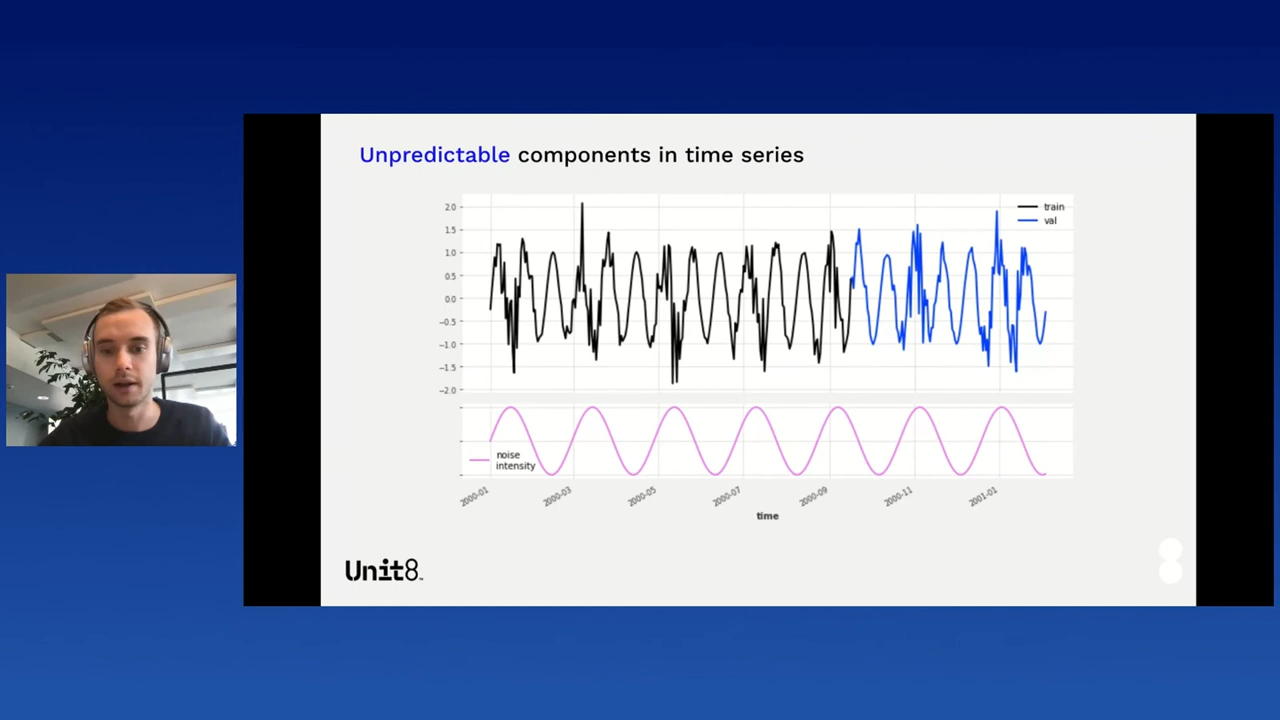 Unpredictable components in time series
2.0
1.5
1.0
0.5
0.0
−0.5
−1.0
−1.5
−2.0
train
val
noise
intensity
2000-01
2000-03
2000-05
2000-07
2000-09
2000-11
2001-01
time
Unit8™